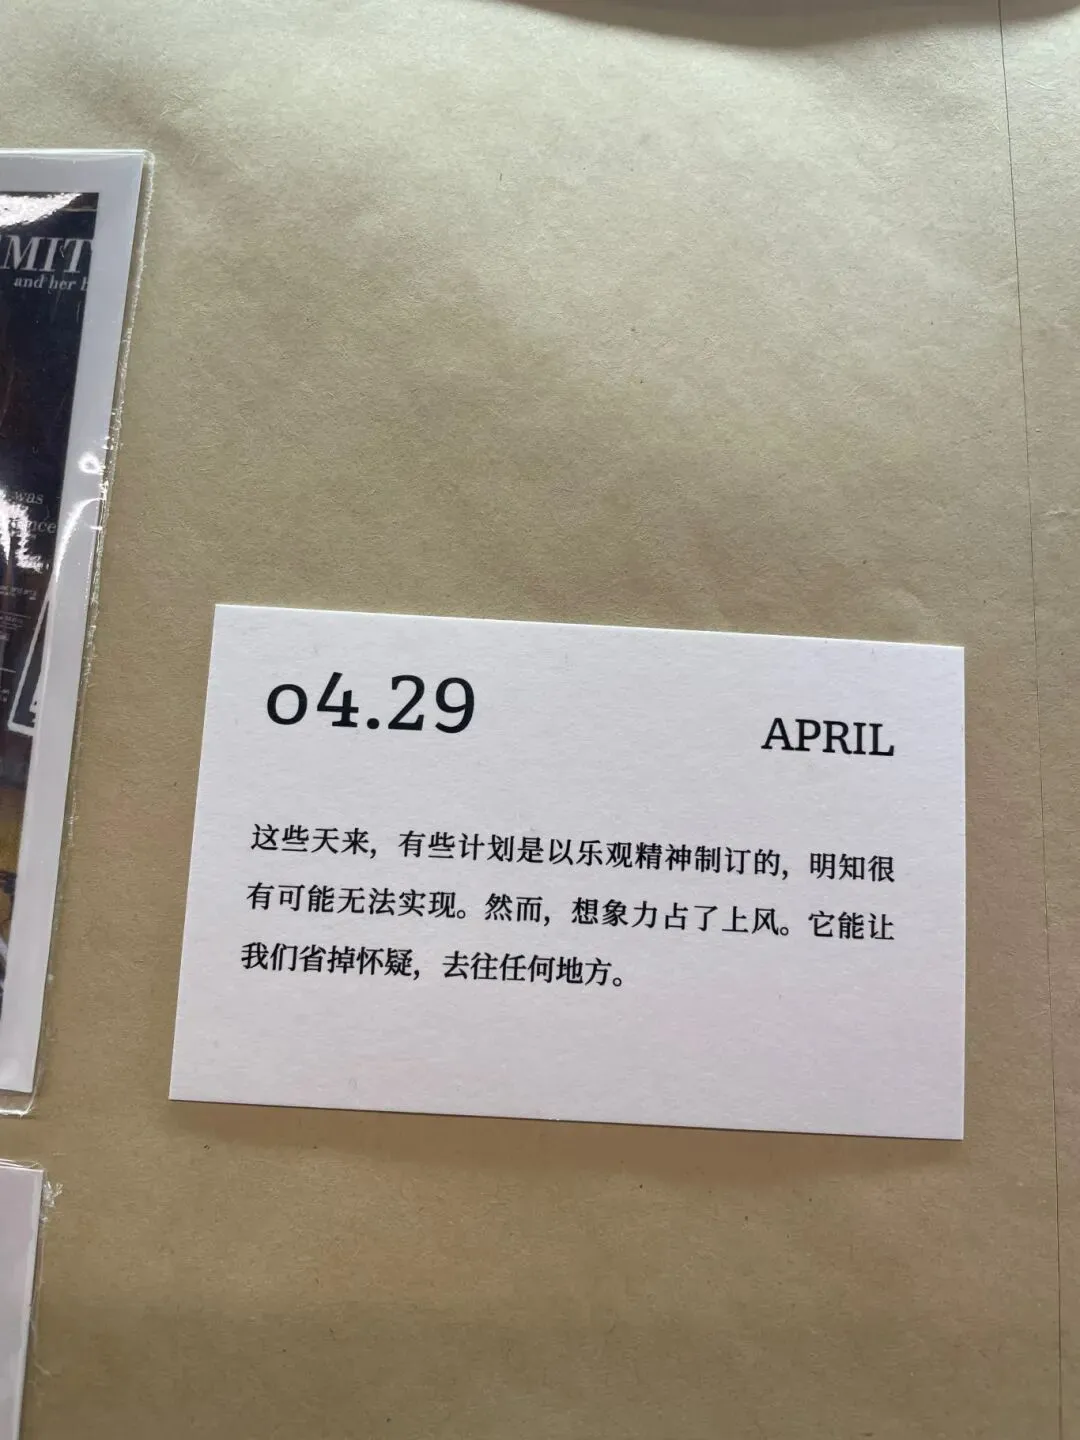 MIT
and her
was
04.29
APRIL
这些天来，有些计划是以乐观精神制订的，明知很
有可能无法实现。然而，想象力占了上风。它能让
我们省掉怀疑，去往任何地方。